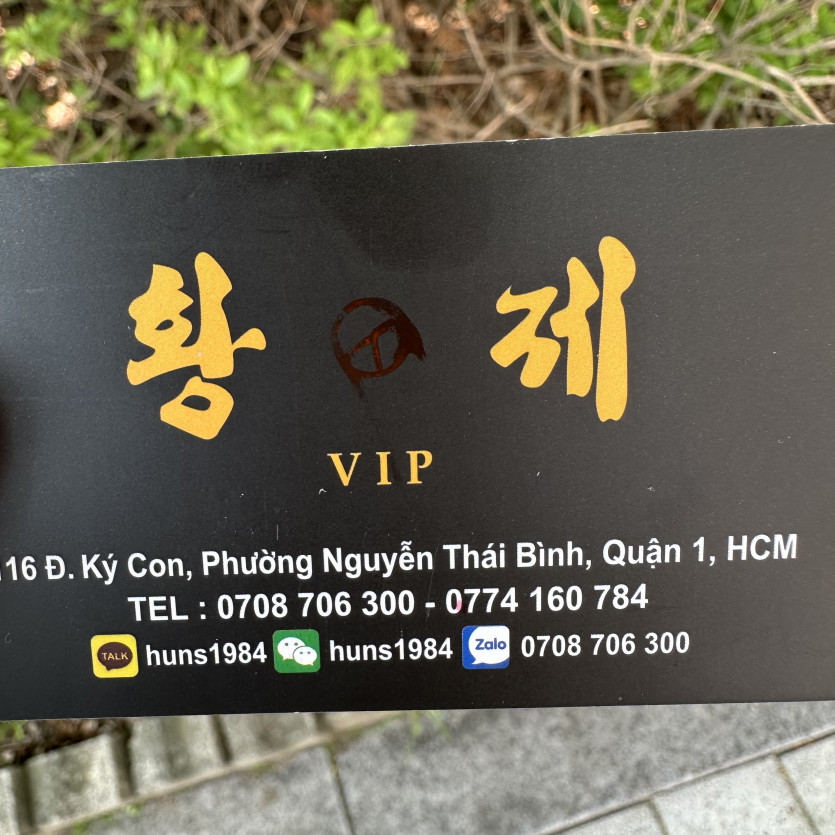 황제
VIP
16 Đ. Ký Con, Phường Nguyễn Thái Bình, Quận 1, HCM
TEL : 0708 706 300 - 0774 160 784
TALK huns1984 huns1984 Zalo 0708 706 300